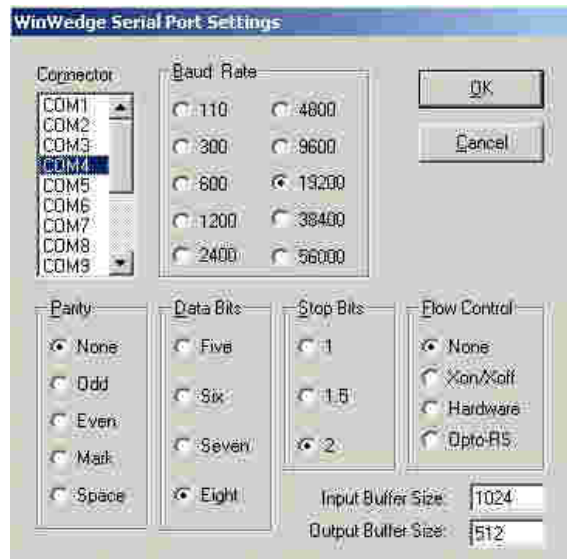 WinWedge Serial Port Settings
Connector
COM1
COM2
COM3
COM4
COM5
COM6
COM7
COM8
COM9
Baud Rate
110
300
600
1200
2400
4800
9600
19200
38400
56000
OK
Cancel
Parity
None
Odd
Even
Mark
Space
Data Bits
Five
Six
Seven
Eight
Stop Bits
1
1.5
2
Flow Control
None
Xon/Xoff
Hardware
Opto-RS
Input Buffer Size: 1024
Output Buffer Size: 512